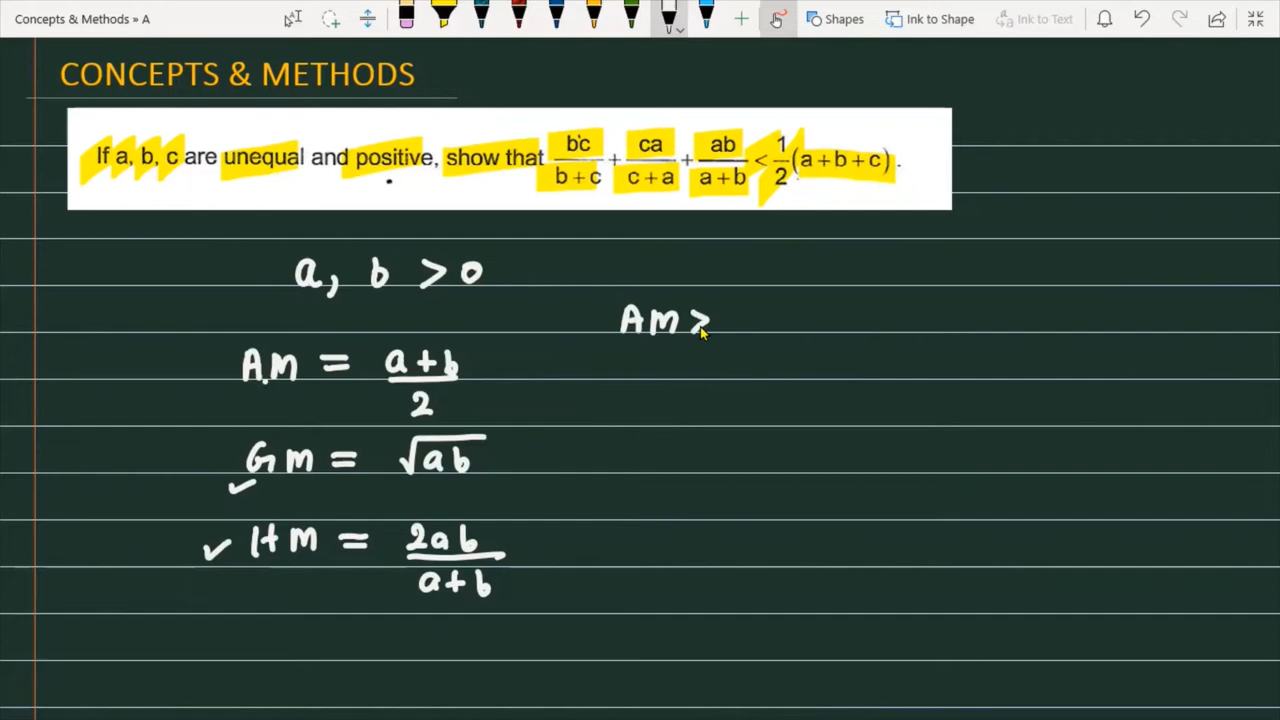 Concepts & Methods » A
Shapes
Ink to Shape
Ink to Text
CONCEPTS & METHODS
If a, b, c are unequal and positive, show that bc/(b+c) + ca/(c+a) + ab/(a+b) < 1/2 (a+b+c) .
a, b > 0
AM >
A.M = (a+b)/2
GM = √ab
HM = 2ab/(a+b)